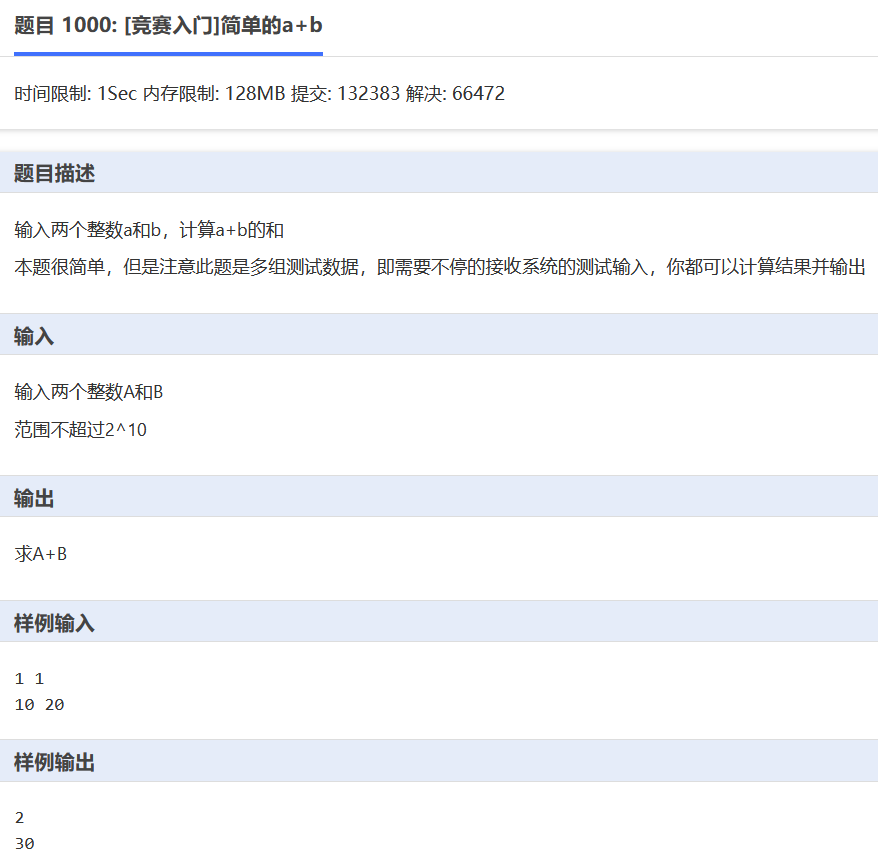 题目 1000: [竞赛入门]简单的a+b
时间限制: 1Sec 内存限制: 128MB 提交: 132383 解决: 66472
题目描述
输入两个整数a和b，计算a+b的和
本题很简单，但是注意此题是多组测试数据，即需要不停的接收系统的测试输入，你都可以计算结果并输出
输入
输入两个整数A和B
范围不超过2^10
输出
求A+B
样例输入
1 1
10 20
样例输出
2
30